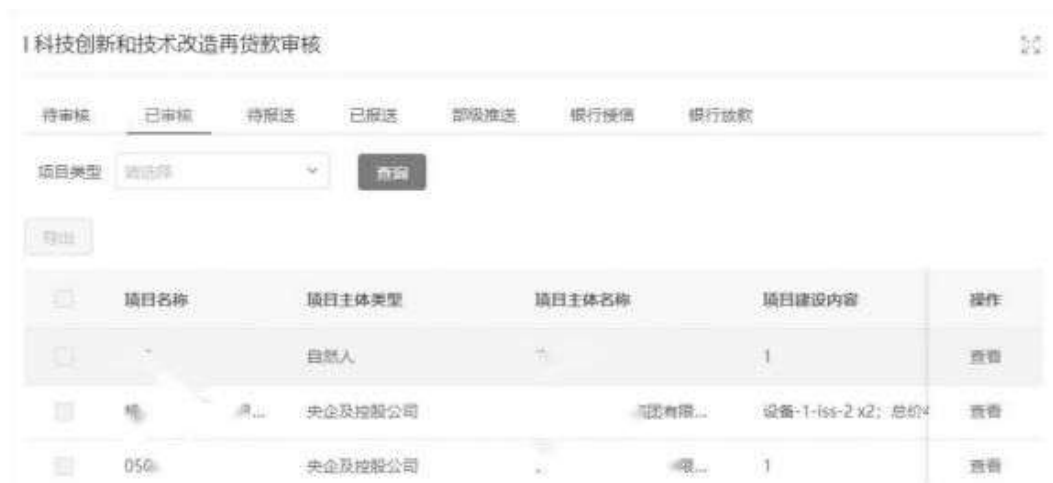 科技创新和技术改造再贷款审核
待审核 已审核 待报送 已报送 部级推送 银行授信 银行放款
项目类型 请选择 查询
导出
项目名称 项目主体类型 项目主体名称 项目建设内容 操作
自然人 1 查看
央企及控股公司 团有限... 设备-1-iss-2 x2; 总价 查看
050 央企及控股公司 限... 1 查看